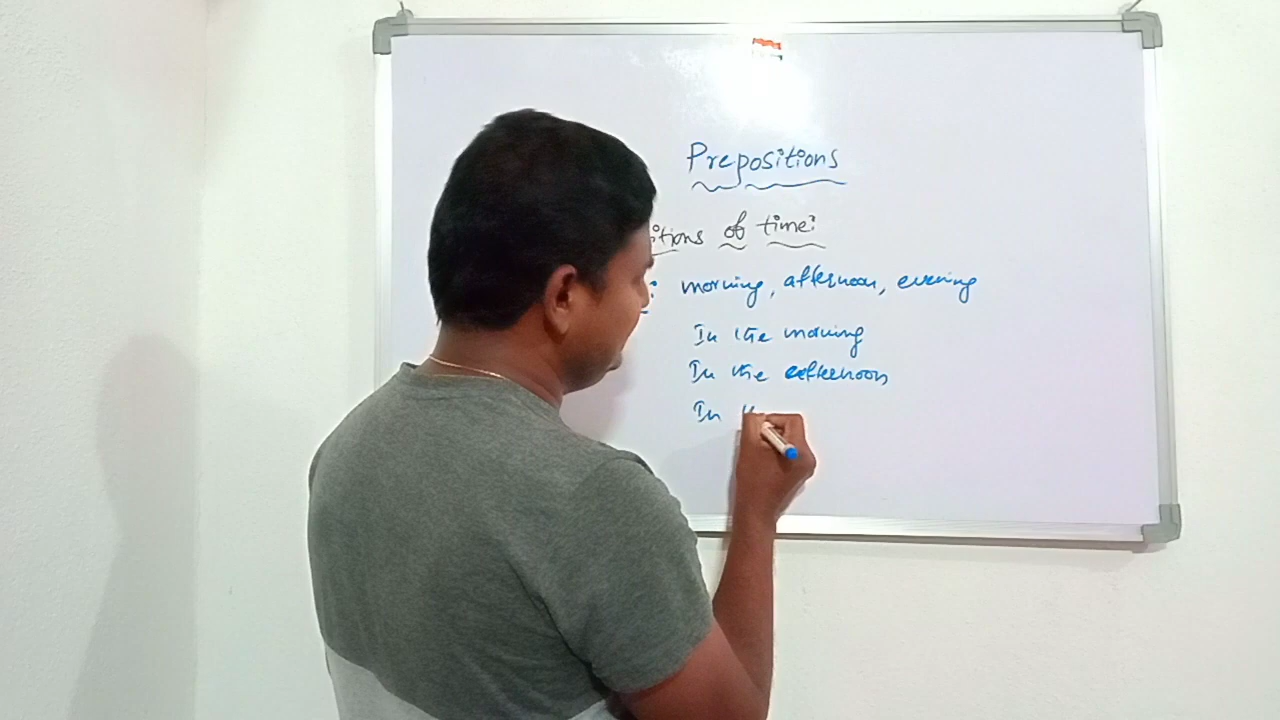 Prepositions
itions of time:
: morning, afternoon, evening
In the morning
In the afternoon
In th